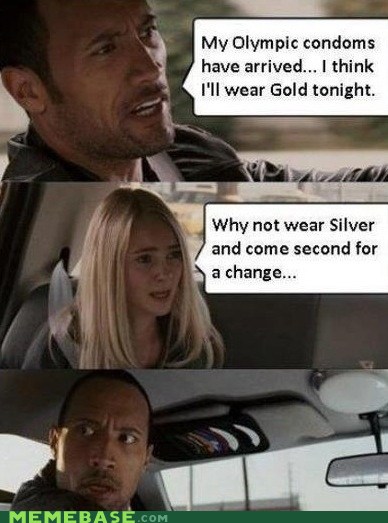 My Olympic condoms
have arrived... I think
I'll wear Gold tonight.
Why not wear Silver
and come second for
a change...
MEMEBASE.COM